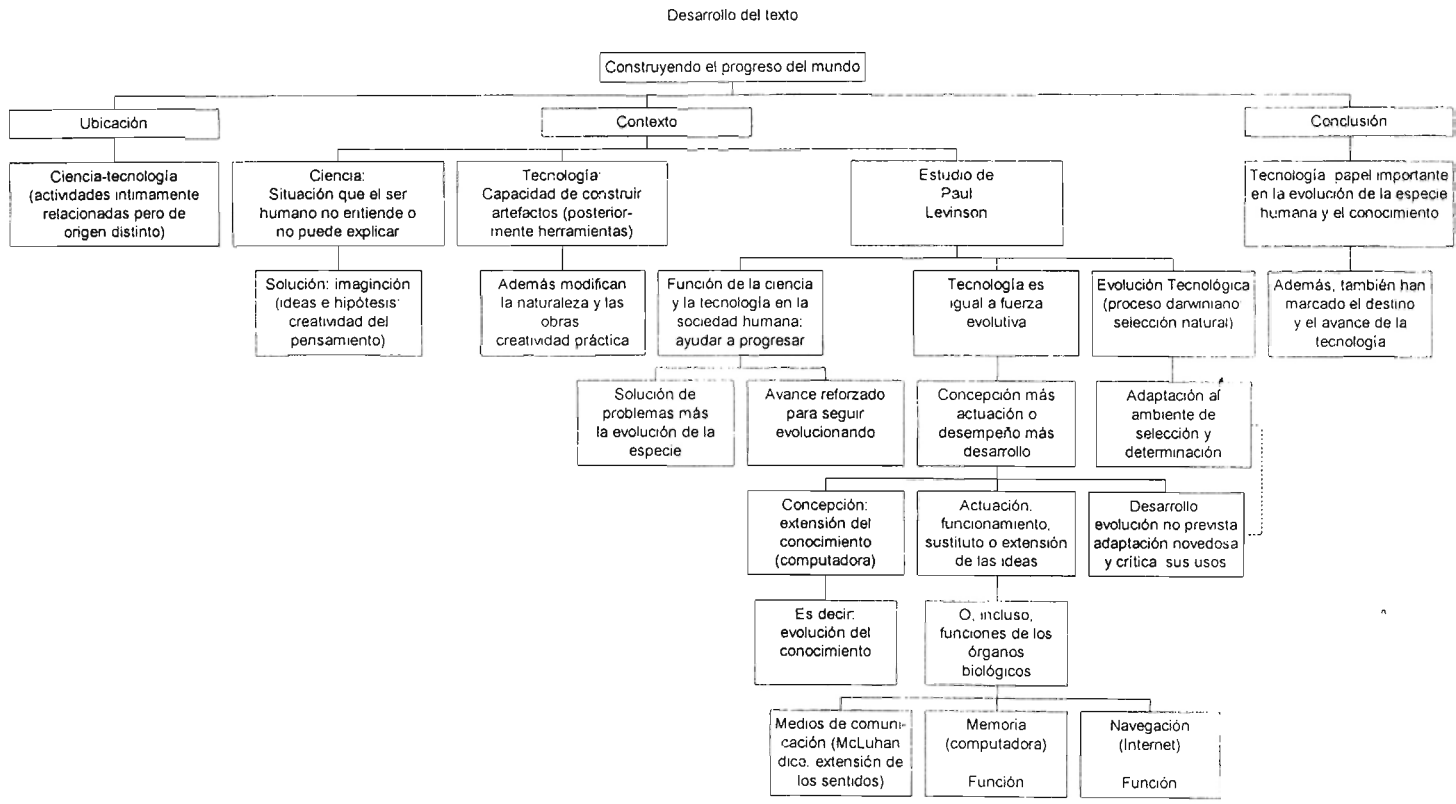 Desarrollo del texto
Construyendo el progreso del mundo
Ubicación
Contexto
Conclusión
Ciencia-tecnología
(actividades intimamente
relacionadas pero de
origen distinto)
Ciencia:
Situación que el ser
humano no entiende o
no puede explicar
Tecnología:
Capacidad de construir
artefactos (posterior-
mente herramientas)
Estudio de
Paul
Levinson
Tecnología papel importante
en la evolución de la especie
humana y el conocimiento
Solución: imaginción
(ideas e hipótesis:
creatividad del
pensamiento)
Además modifican
la naturaleza y las
obras
creatividad práctica
Función de la ciencia
y la tecnología en la
sociedad humana:
ayudar a progresar
Tecnología es
igual a fuerza
evolutiva
Evolución Tecnológica
(proceso darwiniano
selección natural)
Además, también han
marcado el destino
y el avance de la
tecnología
Solución de
problemas más
la evolución de la
especie
Avance reforzado
para seguir
evolucionando
Concepción más
actuación o
desempeño más
desarrollo
Adaptación al
ambiente de
selección y
determinación
Concepción:
extensión del
conocimiento
(computadora)
Actuación.
funcionamiento,
sustituto o extensión
de las ideas
Desarrollo
evolución no prevista
adaptación novedosa
y crítica sus usos
Es decir:
evolución del
conocimiento
O, incluso,
funciones de los
órganos
biológicos
Medios de comuni-
cación (McLuhan
dice. extensión de
los sentidos)
Memoria
(computadora)
Función
Navegación
(Internet)
Función